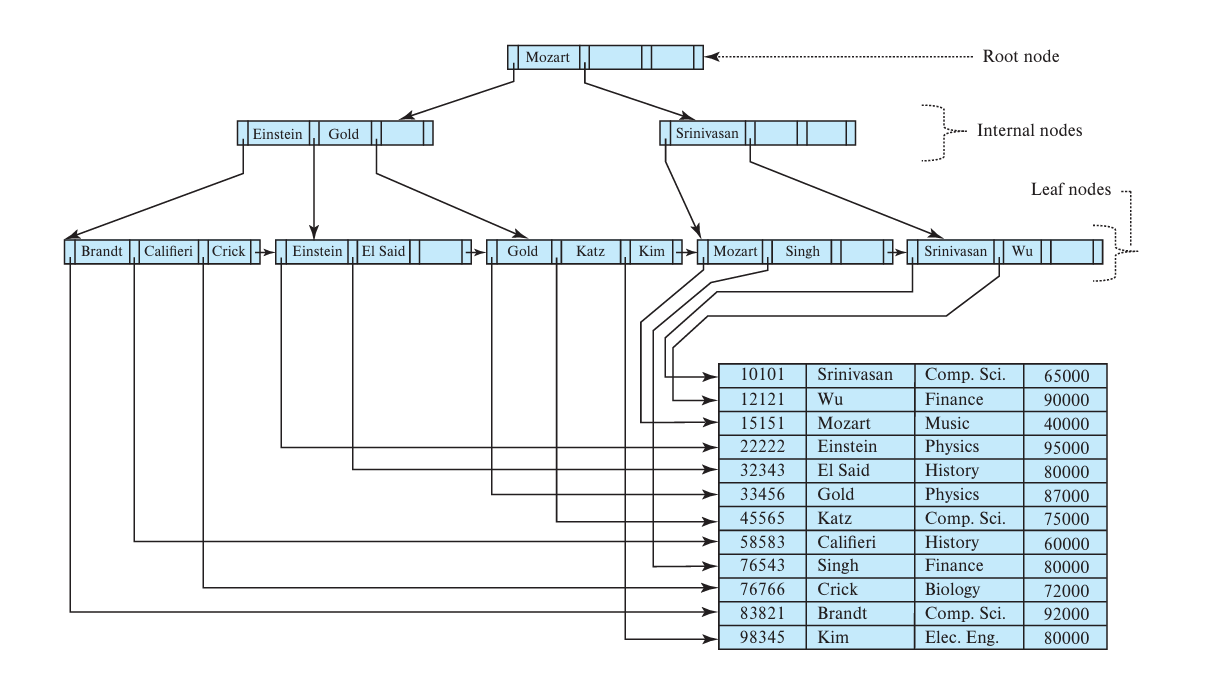 Mozart
Root node
Einstein Gold
Srinivasan
Internal nodes
Leaf nodes
Brandt Califieri Crick
Einstein El Said
Gold Katz Kim
Mozart Singh
Srinivasan Wu
10101 Srinivasan Comp. Sci. 65000
12121 Wu Finance 90000
15151 Mozart Music 40000
22222 Einstein Physics 95000
32343 El Said History 80000
33456 Gold Physics 87000
45565 Katz Comp. Sci. 75000
58583 Califieri History 60000
76543 Singh Finance 80000
76766 Crick Biology 72000
83821 Brandt Comp. Sci. 92000
98345 Kim Elec. Eng. 80000